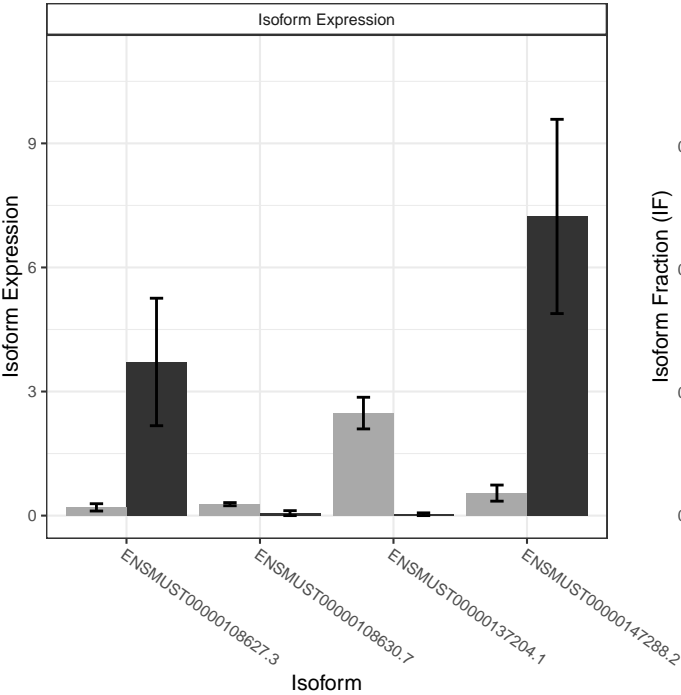 Isoform Expression
Isoform Expression
9
6
3
0
ENSMUST00000108627.3
ENSMUST00000108630.7
ENSMUST00000137204.1
ENSMUST00000147288.2
Isoform
Isoform Fraction (IF)